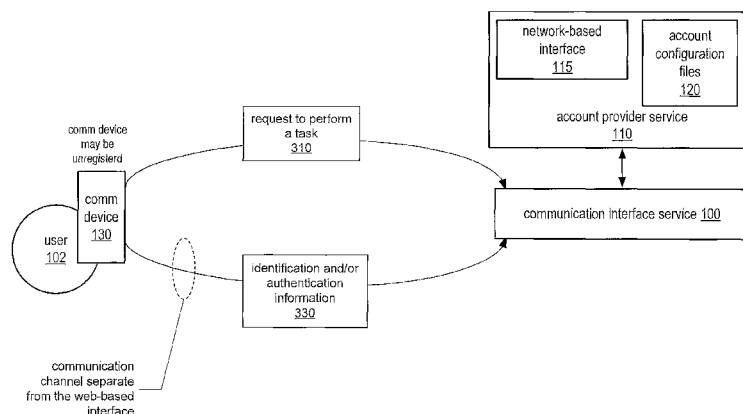 network-based
interface
115
account
configuration
files
120
account provider service
110
request to perform
a task
310
comm device
may be
unregisterd
comm
device
130
user
102
communication interface service 100
identification and/or
authentication
information
330
communication
channel separate
from the web-based
interface